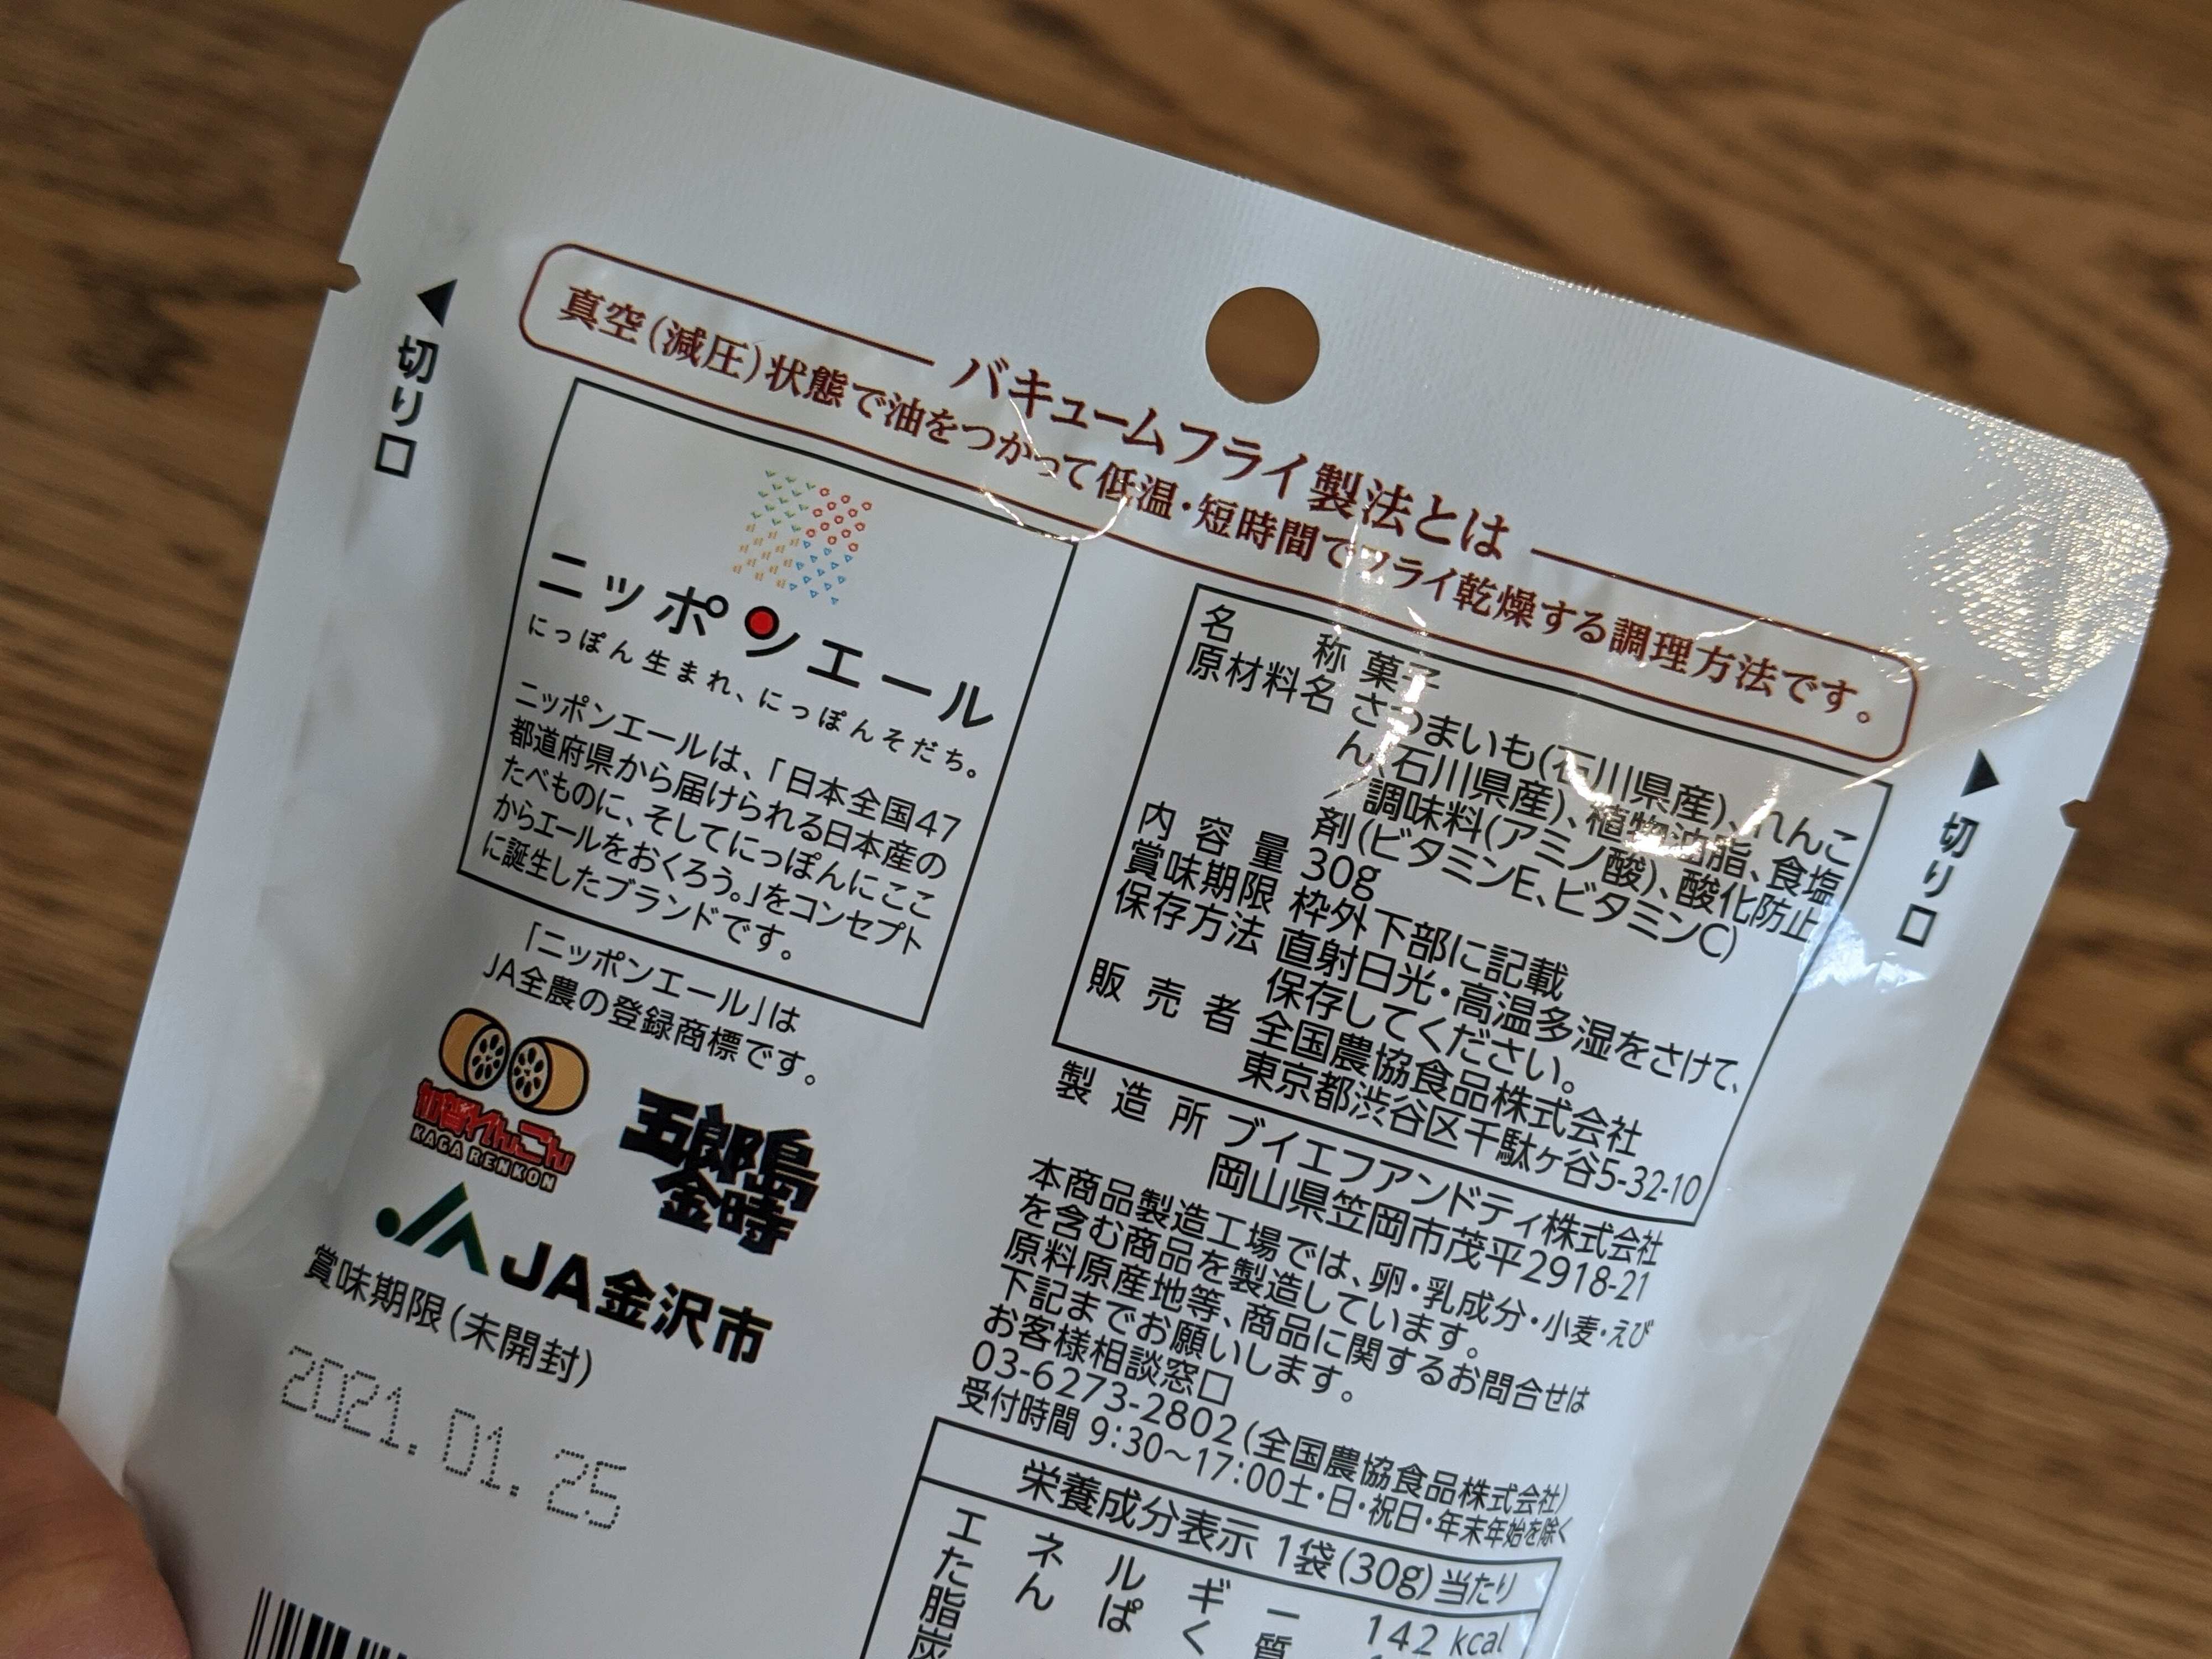 バキュームフライ製法とは
真空(減圧)状態で油をつかって低温・短時間でフライ乾燥する調理方法です。
◀切り口
ニッポンエール
にっぽん生まれ、にっぽんそだち。
ニッポンエールは、「日本全国47
都道府県から届けられる日本産の
たべものに、そしてにっぽんにここ
からエールをおくろう。」をコンセプト
に誕生したブランドです。
「ニッポンエール」は
JA全農の登録商標です。
加賀れんこん
KAGA RENKON
五郎島
金時
JA金沢市
賞味期限(未開封)
2021.01.25
▶切り口
名称 菓子
原材料名 さつまいも(石川県産)、れんこ
ん(石川県産)、植物油脂、食塩
/調味料(アミノ酸)、酸化防止
剤(ビタミンE、ビタミンC)
内容量 30g
賞味期限 枠外下部に記載
保存方法 直射日光・高温多湿をさけて、
保存してください。
販売者 全国農協食品株式会社
東京都渋谷区千駄ヶ谷5-32-10
製造所 ブイエフアンドティ株式会社
岡山県笠岡市茂平2918-21
本商品製造工場では、卵・乳成分・小麦・えび
を含む商品を製造しています。
原料原産地等、商品に関するお問合せは
下記までお願いします。
お客様相談窓口
03-6273-2802(全国農協食品株式会社)
受付時間 9:30~17:00土・日・祝日・年末年始を除く
栄養成分表示 1袋(30g)当たり
エネルギー 142 kcal
たんぱく質
脂
炭